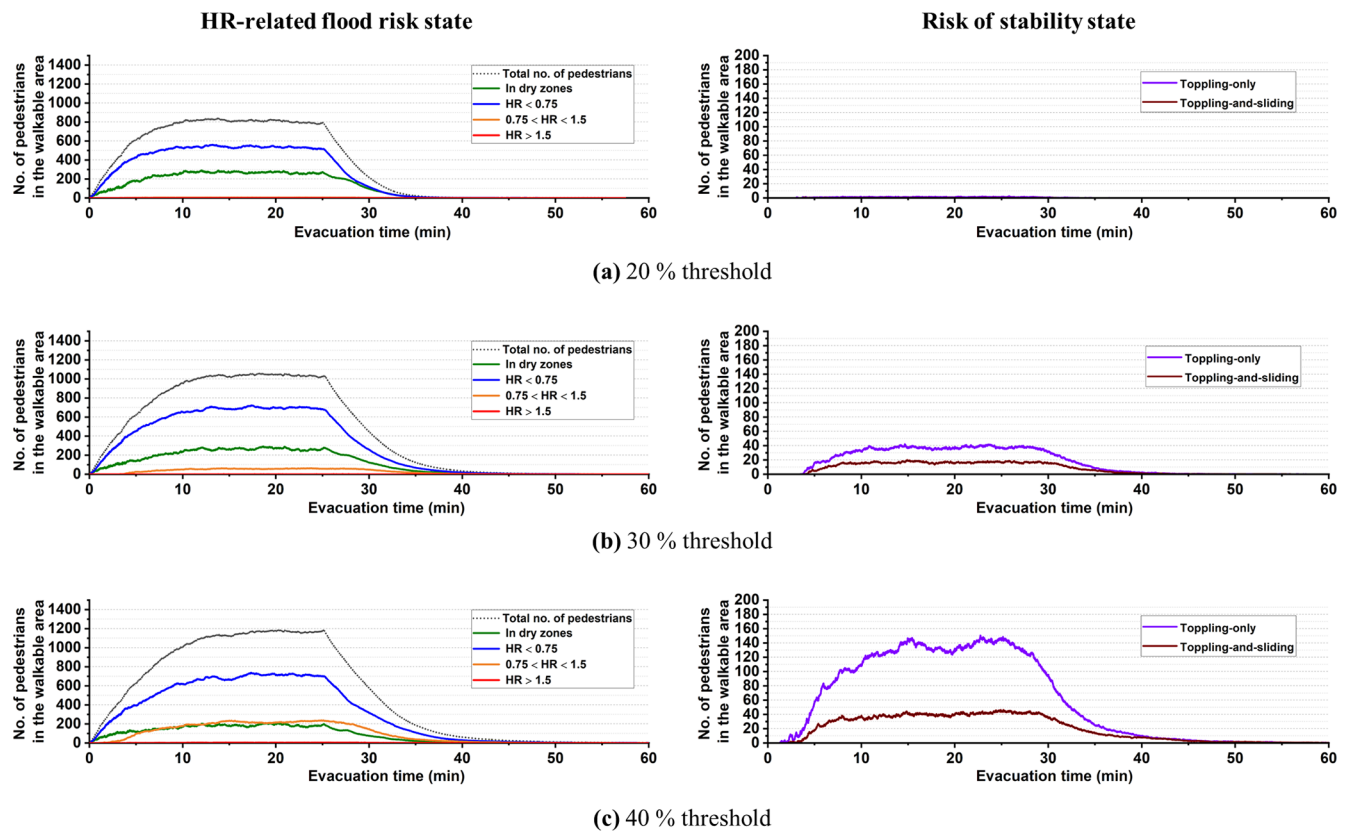 HR-related flood risk state
Risk of stability state
No. of pedestrians
in the walkable area
1400
1200
1000
800
600
400
200
0
Total no. of pedestrians
In dry zones
HR < 0.75
0.75 < HR < 1.5
HR > 1.5
0 10 20 30 40 50 60
Evacuation time (min)
No. of pedestrians
in the walkable area
200
180
160
140
120
100
80
60
40
20
0
Toppling-only
Toppling-and-sliding
0 10 20 30 40 50 60
Evacuation time (min)
(a) 20 % threshold
No. of pedestrians
in the walkable area
1400
1200
1000
800
600
400
200
0
Total no. of pedestrians
In dry zones
HR < 0.75
0.75 < HR < 1.5
HR > 1.5
0 10 20 30 40 50 60
Evacuation time (min)
No. of pedestrians
in the walkable area
200
180
160
140
120
100
80
60
40
20
0
Toppling-only
Toppling-and-sliding
0 10 20 30 40 50 60
Evacuation time (min)
(b) 30 % threshold
No. of pedestrians
in the walkable area
1400
1200
1000
800
600
400
200
0
Total no. of pedestrians
In dry zones
HR < 0.75
0.75 < HR < 1.5
HR > 1.5
0 10 20 30 40 50 60
Evacuation time (min)
No. of pedestrians
in the walkable area
200
180
160
140
120
100
80
60
40
20
0
Toppling-only
Toppling-and-sliding
0 10 20 30 40 50 60
Evacuation time (min)
(c) 40 % threshold